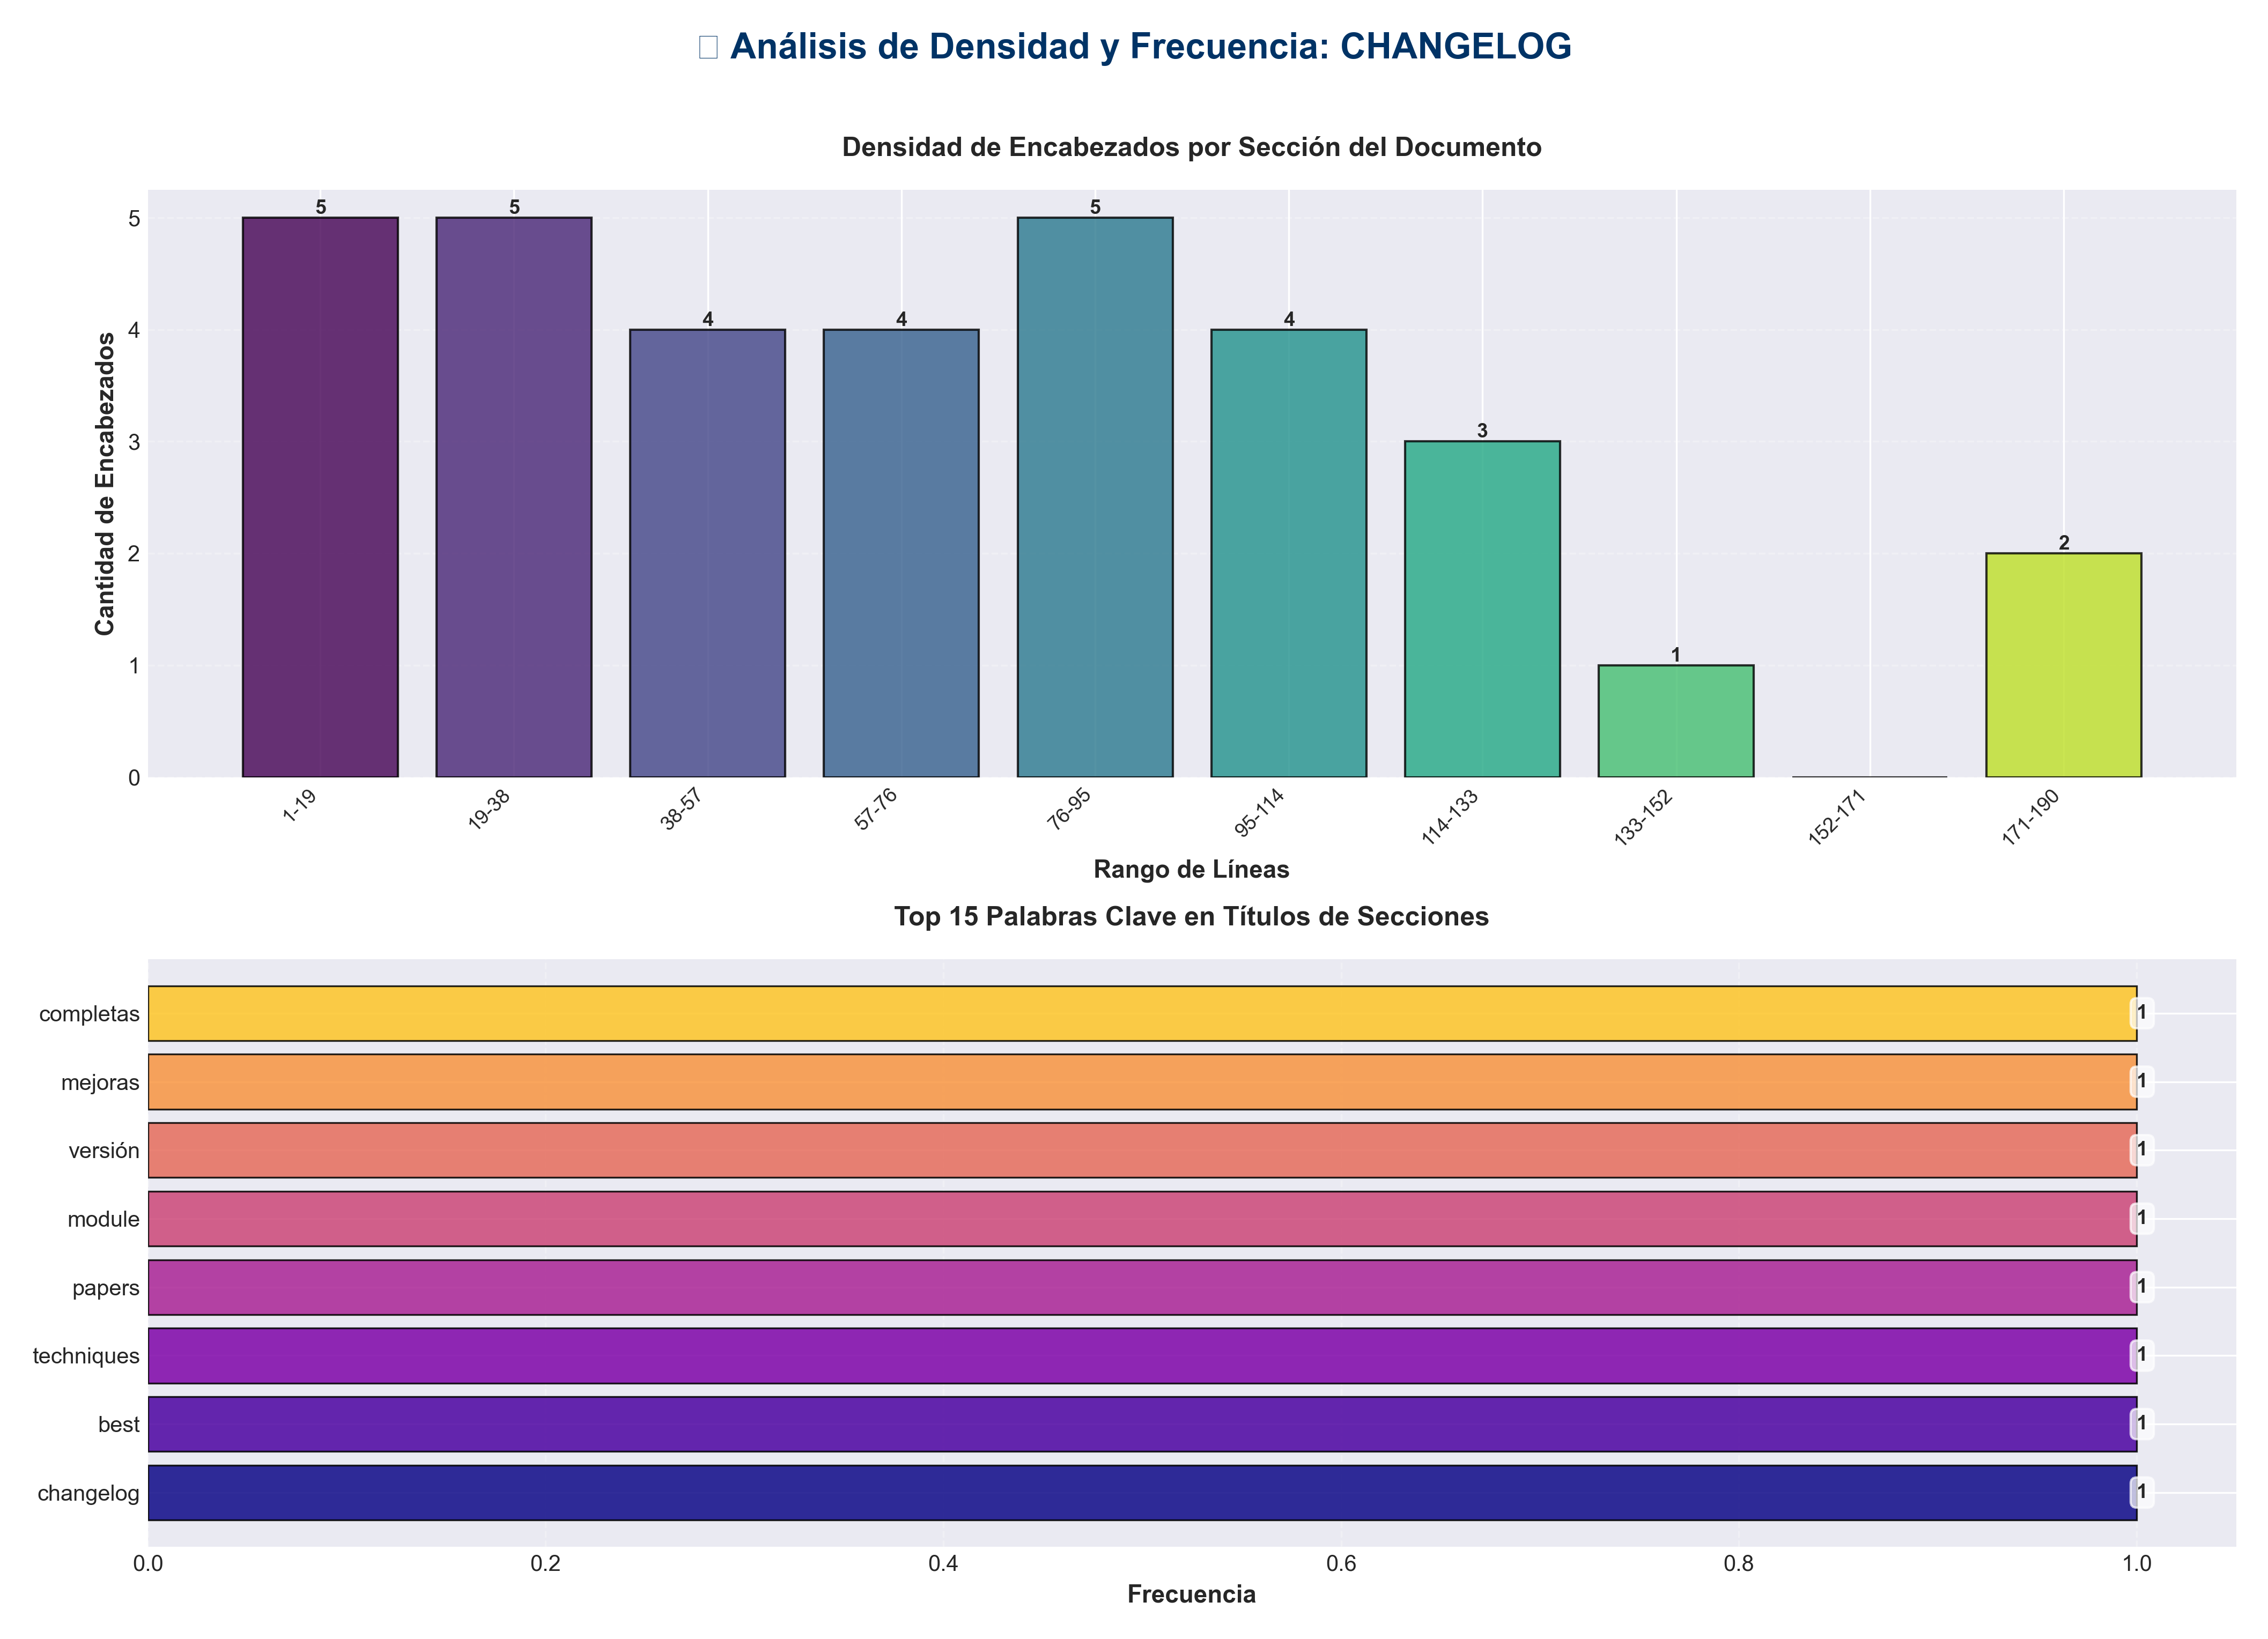 Análisis de Densidad y Frecuencia: CHANGELOG
Densidad de Encabezados por Sección del Documento
Cantidad de Encabezados
5
4
3
2
1
0
5
5
4
4
5
4
3
1
2
1-19
19-38
38-57
57-76
76-95
95-114
114-133
133-152
152-171
171-190
Rango de Líneas
Top 15 Palabras Clave en Títulos de Secciones
completas 1
mejoras 1
versión 1
module 1
papers 1
techniques 1
best 1
changelog 1
0.0 0.2 0.4 0.6 0.8 1.0
Frecuencia